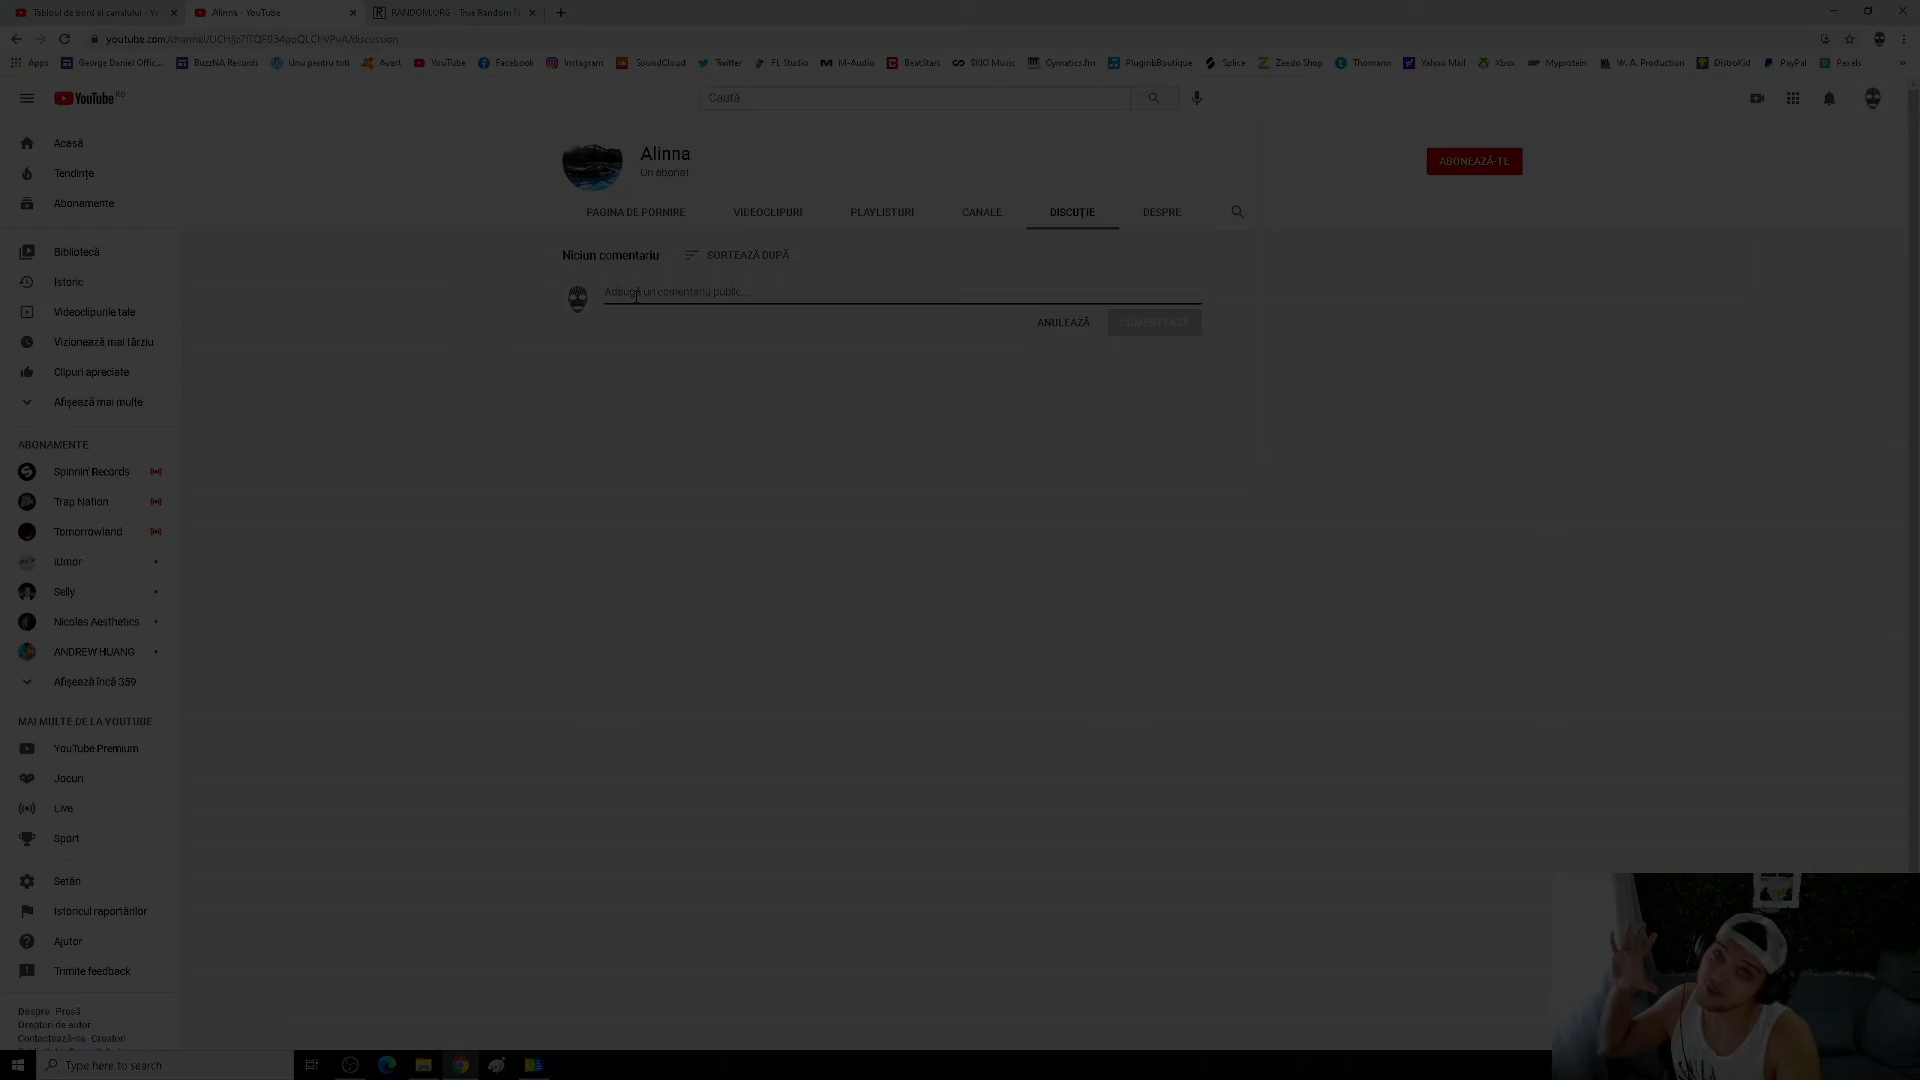 Tabloul de bord al canalului - Yo
Alinna - YouTube
RANDOM.ORG - True Random N
youtube.com/channel/UCHIjz7ITQF034poQLChVPvA/discussion
Apps
George Daniel Offic...
BuzzNA Records
Unu pentru toti
Avast
YouTube
Facebook
Instagram
SoundCloud
Twitter
FL Studio
M-Audio
BeatStars
SKIO Music
Cymatics.fm
PluginBoutique
Splice
Zeedo Shop
Thomann
Yahoo Mail
Xbox
Myprotein
W. A. Production
DistroKid
PayPal
Pexels
YouTube RO
Caută
Acasă
Tendințe
Abonamente
Bibliotecă
Istoric
Videoclipurile tale
Vizionează mai târziu
Clipuri apreciate
Afișează mai multe
ABONAMENTE
Spinnin' Records
Trap Nation
Tomorrowland
iUmor
Selly
Nicolas Aesthetics
ANDREW HUANG
Afișează încă 359
MAI MULTE DE LA YOUTUBE
YouTube Premium
Jocuri
Live
Sport
Setări
Istoricul raportărilor
Ajutor
Trimite feedback
Despre Presă
Drepturi de autor
Contactează-ne Creatori
Alinna
Un abonat
ABONEAZĂ-TE
PAGINA DE PORNIRE
VIDEOCLIPURI
PLAYLISTURI
CANALE
DISCUȚIE
DESPRE
Niciun comentariu
SORTEAZĂ DUPĂ
Adaugă un comentariu public...
ANULEAZĂ
COMENTEAZĂ
Type here to search